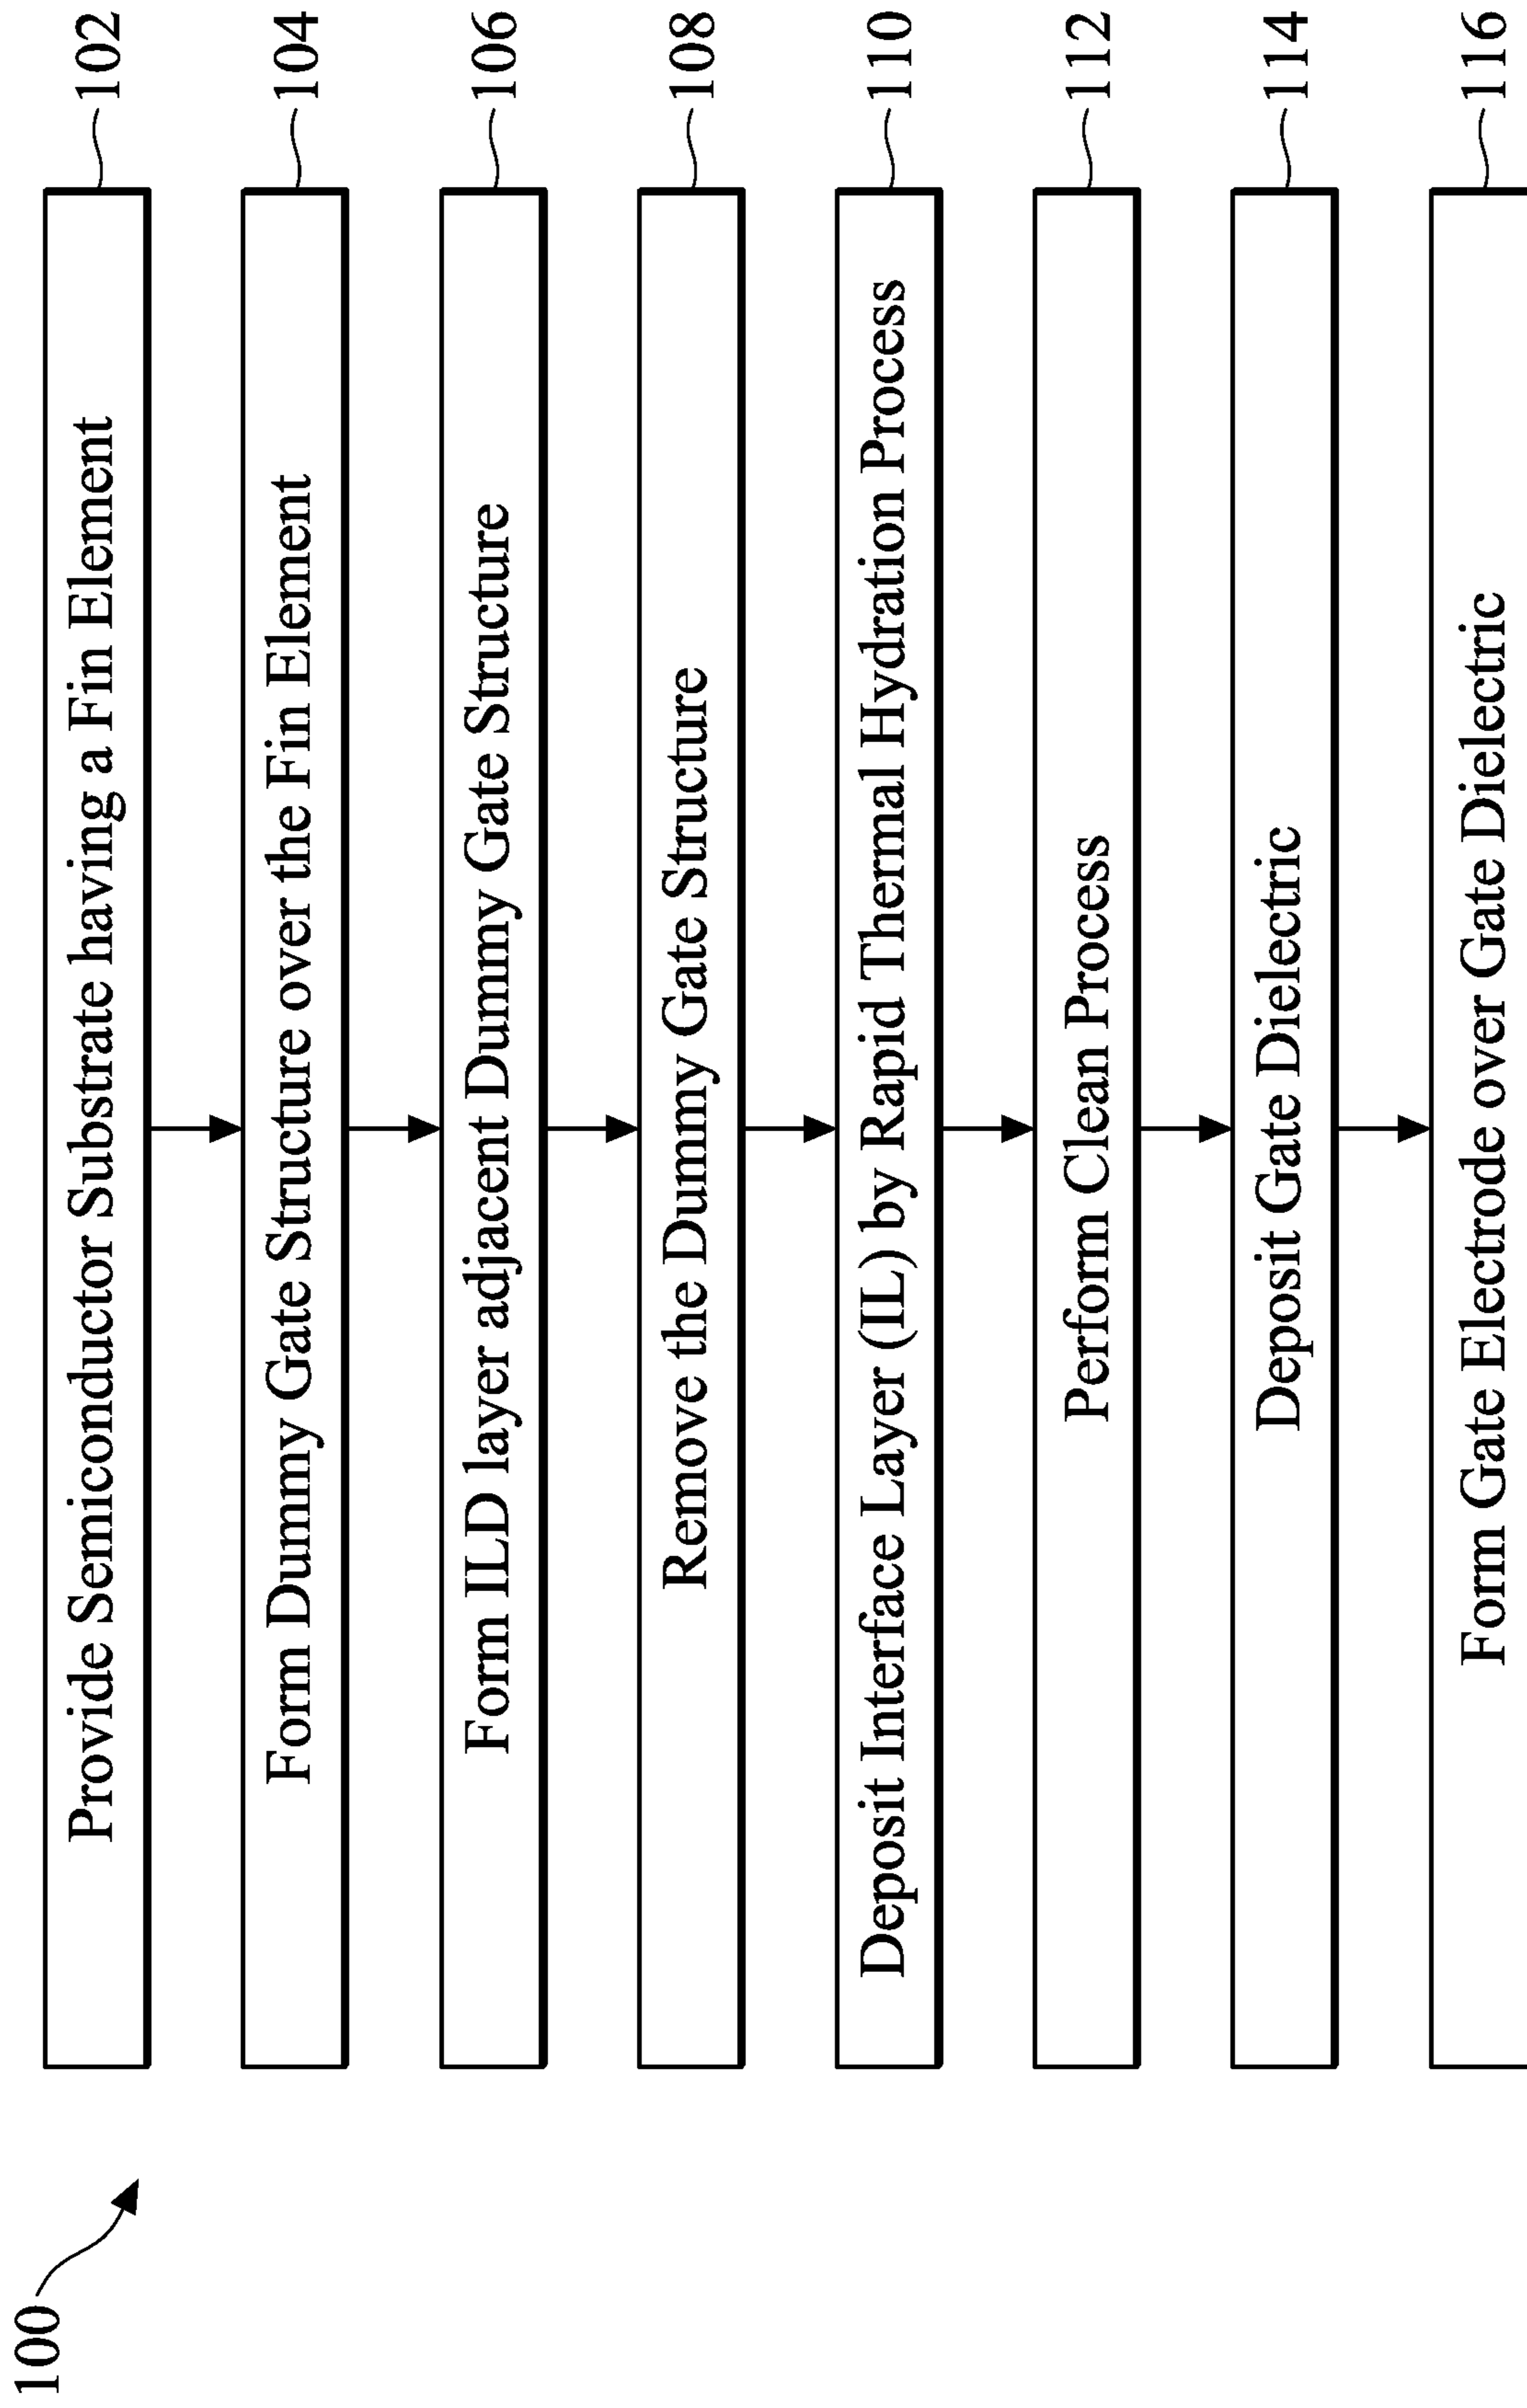 100
Provide Semiconductor Substrate having a Fin Element 102
Form Dummy Gate Structure over the Fin Element 104
Form ILD layer adjacent Dummy Gate Structure 106
Remove the Dummy Gate Structure 108
Deposit Interface Layer (IL) by Rapid Thermal Hydration Process 110
Perform Clean Process 112
Deposit Gate Dielectric 114
Form Gate Electrode over Gate Dielectric 116